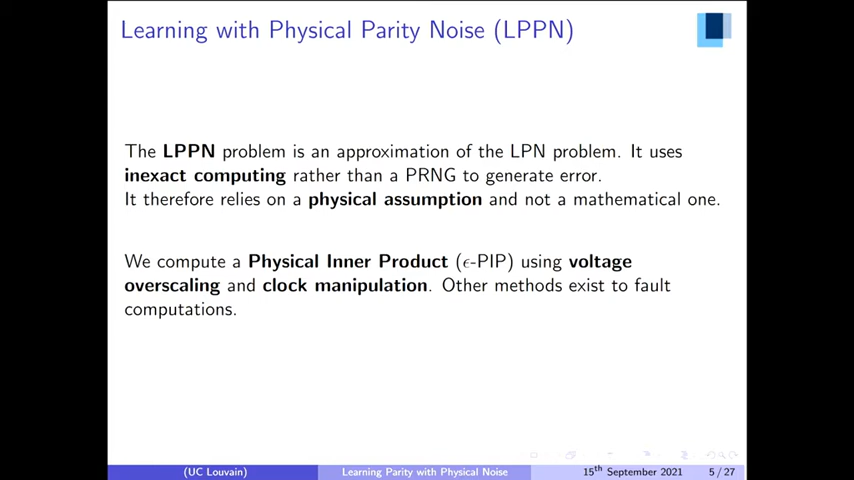 Learning with Physical Parity Noise (LPPN)
The LPPN problem is an approximation of the LPN problem. It uses
inexact computing rather than a PRNG to generate error.
It therefore relies on a physical assumption and not a mathematical one.
We compute a Physical Inner Product (ϵ-PIP) using voltage
overscaling and clock manipulation. Other methods exist to fault
computations.
(UC Louvain) Learning Parity with Physical Noise 15th September 2021 5 / 27